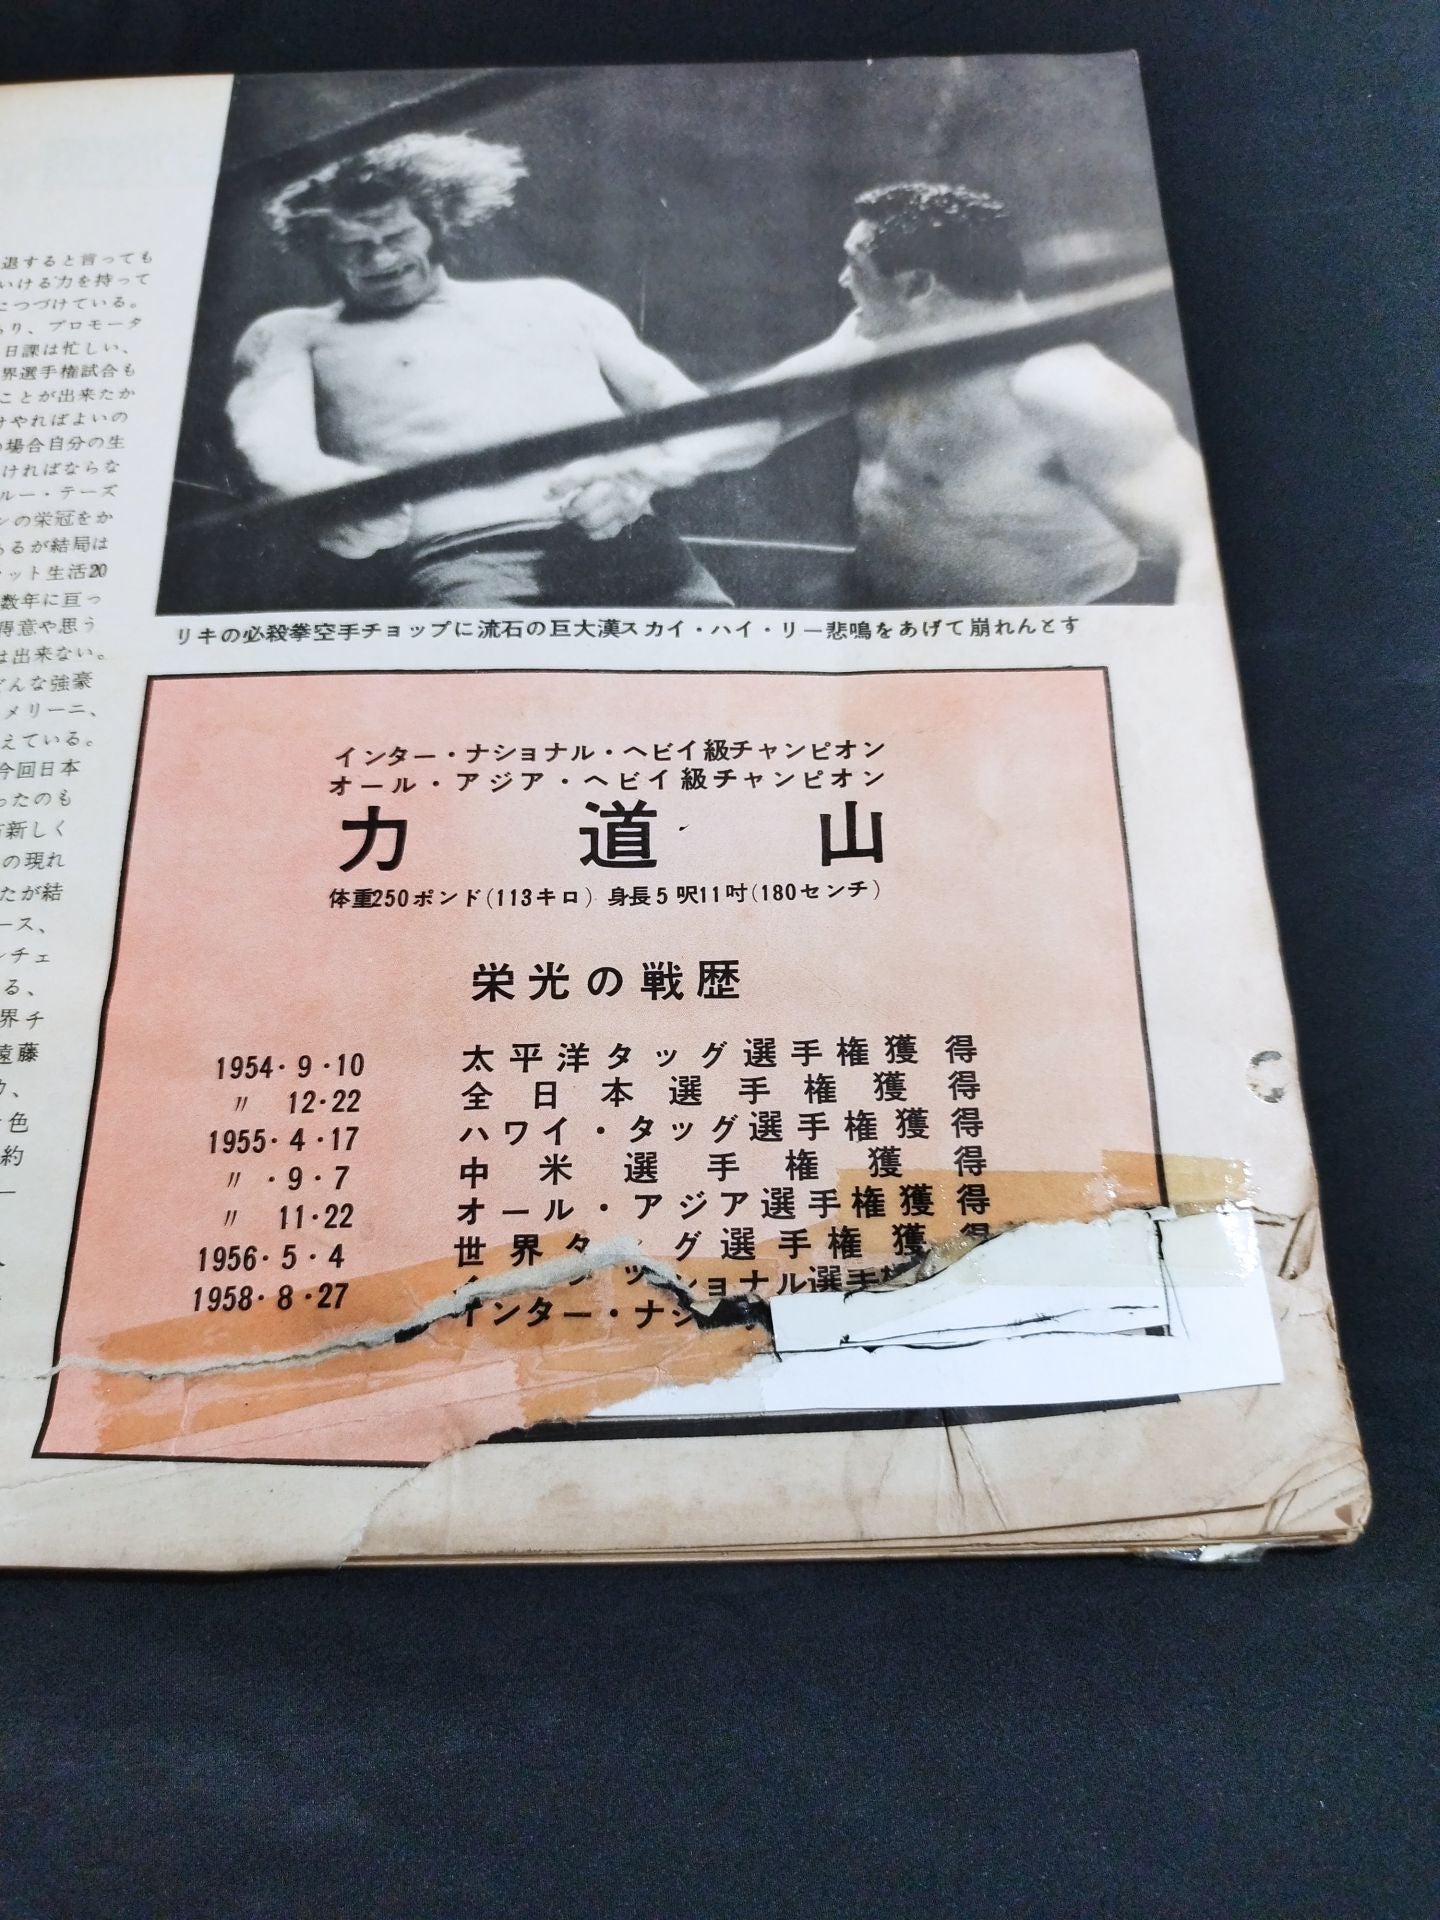 退すると言っても
いける力を持って
につづけている。
り、プロモータ
日課は忙しい、
界選手権試合も
ことが出来たか
けやればよいの
場合自分の生
ければならな
ルー・テーズ
ンの栄冠をか
あるが結局は
マット生活20
数年に亘っ
得意や思う
は出来ない。
どんな強豪
メリーニ、
えている。
今回日本
ったのも
新しく
の現れ
たが結
ース、
ンチェ
る、
界チ
遠藤
色
約
リキの必殺拳空手チョップに流石の巨大漢スカイ・ハイ・リー悲鳴をあげて崩れんとす
インター・ナショナル・ヘビイ級チャンピオン
オール・アジア・ヘビイ級チャンピオン
力道山
体重250ポンド(113キロ) 身長5呎11吋(180センチ)
栄光の戦歴
1954・9・10 太平洋タッグ選手権獲得
〃 12・22 全日本選手権獲得
1955・4・17 ハワイ・タッグ選手権獲得
〃・9・7 中米選手権獲得
〃 11・22 オール・アジア選手権獲得
1956・5・4 世界タッグ選手権獲得
1958・8・27 インター・ナショナル選手